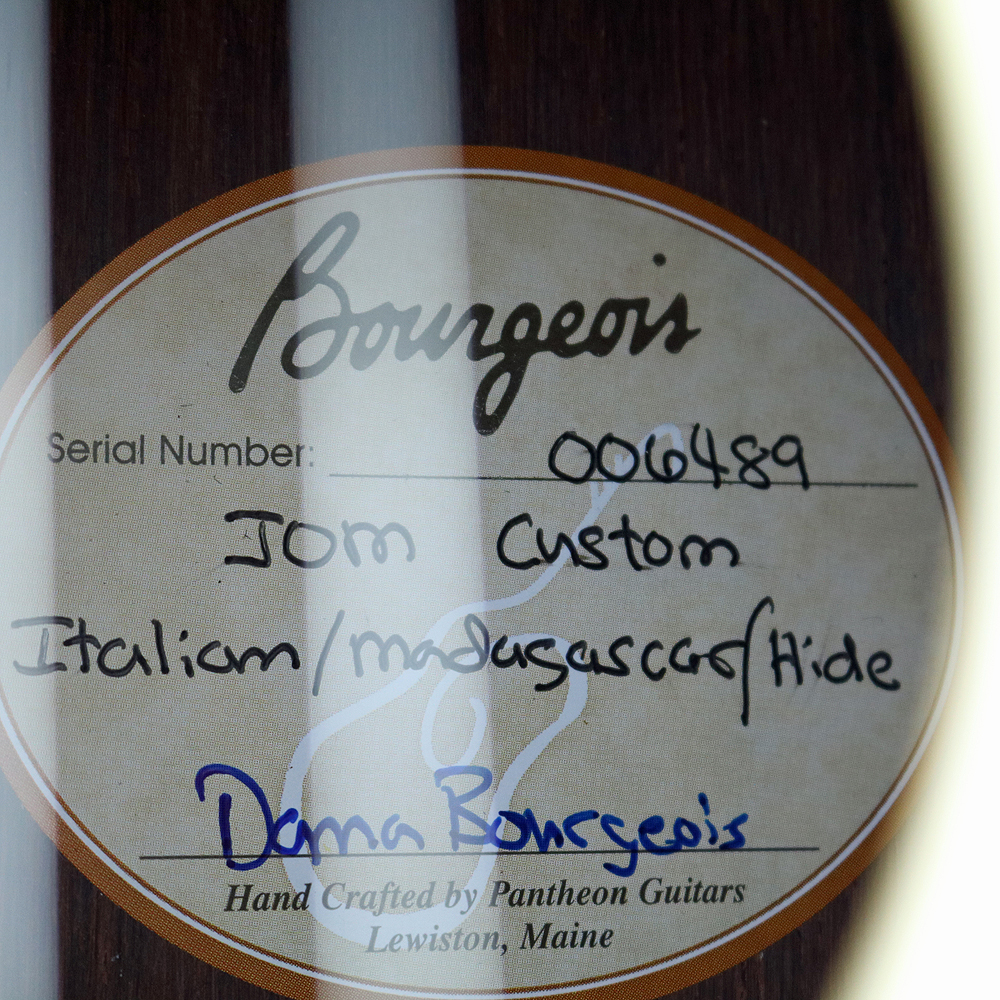 Bourgeois
Serial Number: 006489
JOM Custom
Italian/madagascar/Hide
Dana Bourgeois
Hand Crafted by Pantheon Guitars
Lewiston, Maine